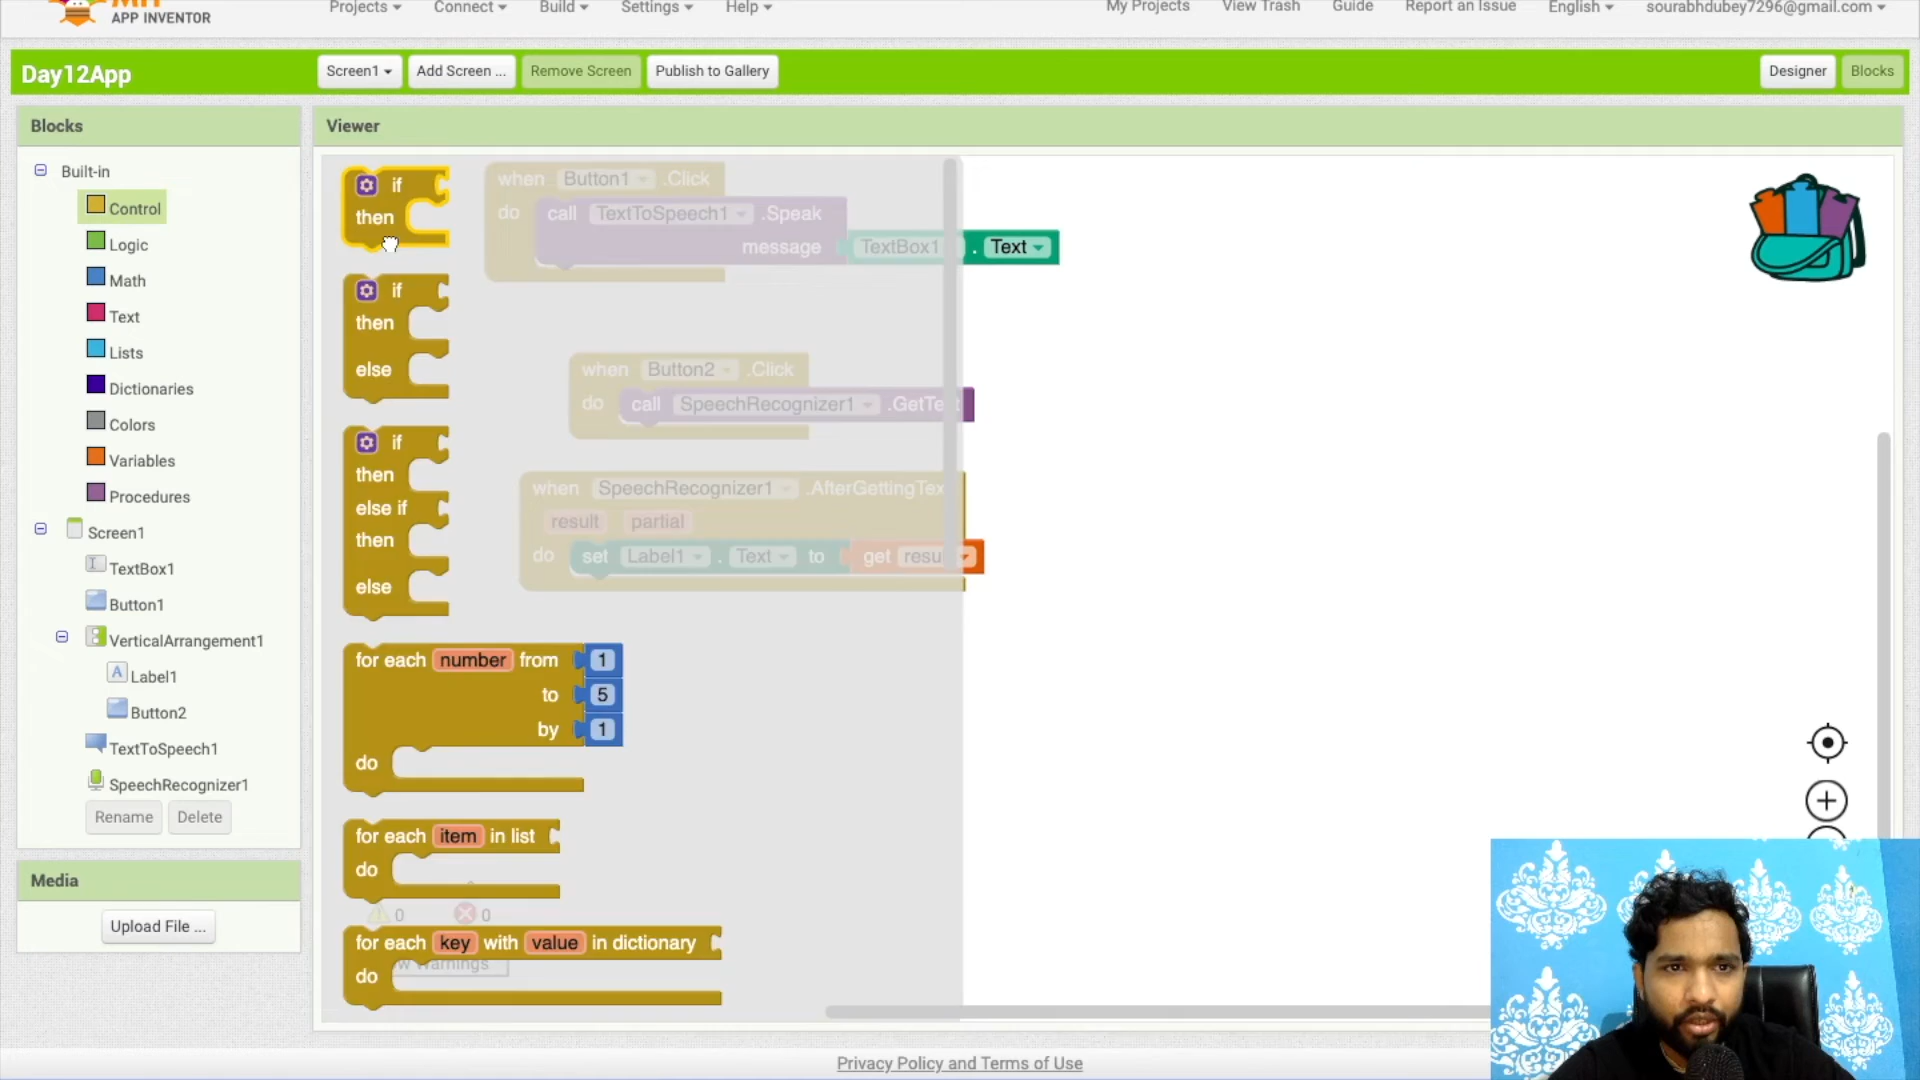 MIT
APP INVENTOR
Projects Connect Build Settings Help My Projects View Trash Guide Report an Issue English sourabhdubey7296@gmail.com
Day12App Screen1 Add Screen ... Remove Screen Publish to Gallery Designer Blocks
Blocks
Viewer
Built-in
Control
Logic
Math
Text
Lists
Dictionaries
Colors
Variables
Procedures
Screen1
TextBox1
Button1
VerticalArrangement1
Label1
Button2
TextToSpeech1
SpeechRecognizer1
Rename Delete
Media
Upload File ...
if
then
if
then
else
if
then
else if
then
else
for each number from 1
to 5
by 1
do
for each item in list
do
for each key with value in dictionary
do
when Button1 .Click
do call TextToSpeech1 .Speak
message TextBox1 . Text
when Button2 .Click
do call SpeechRecognizer1 .GetText
when SpeechRecognizer1 .AfterGettingTex
result partial
do set Label1 . Text to get resu
0 0
w Warnings
Privacy Policy and Terms of Use